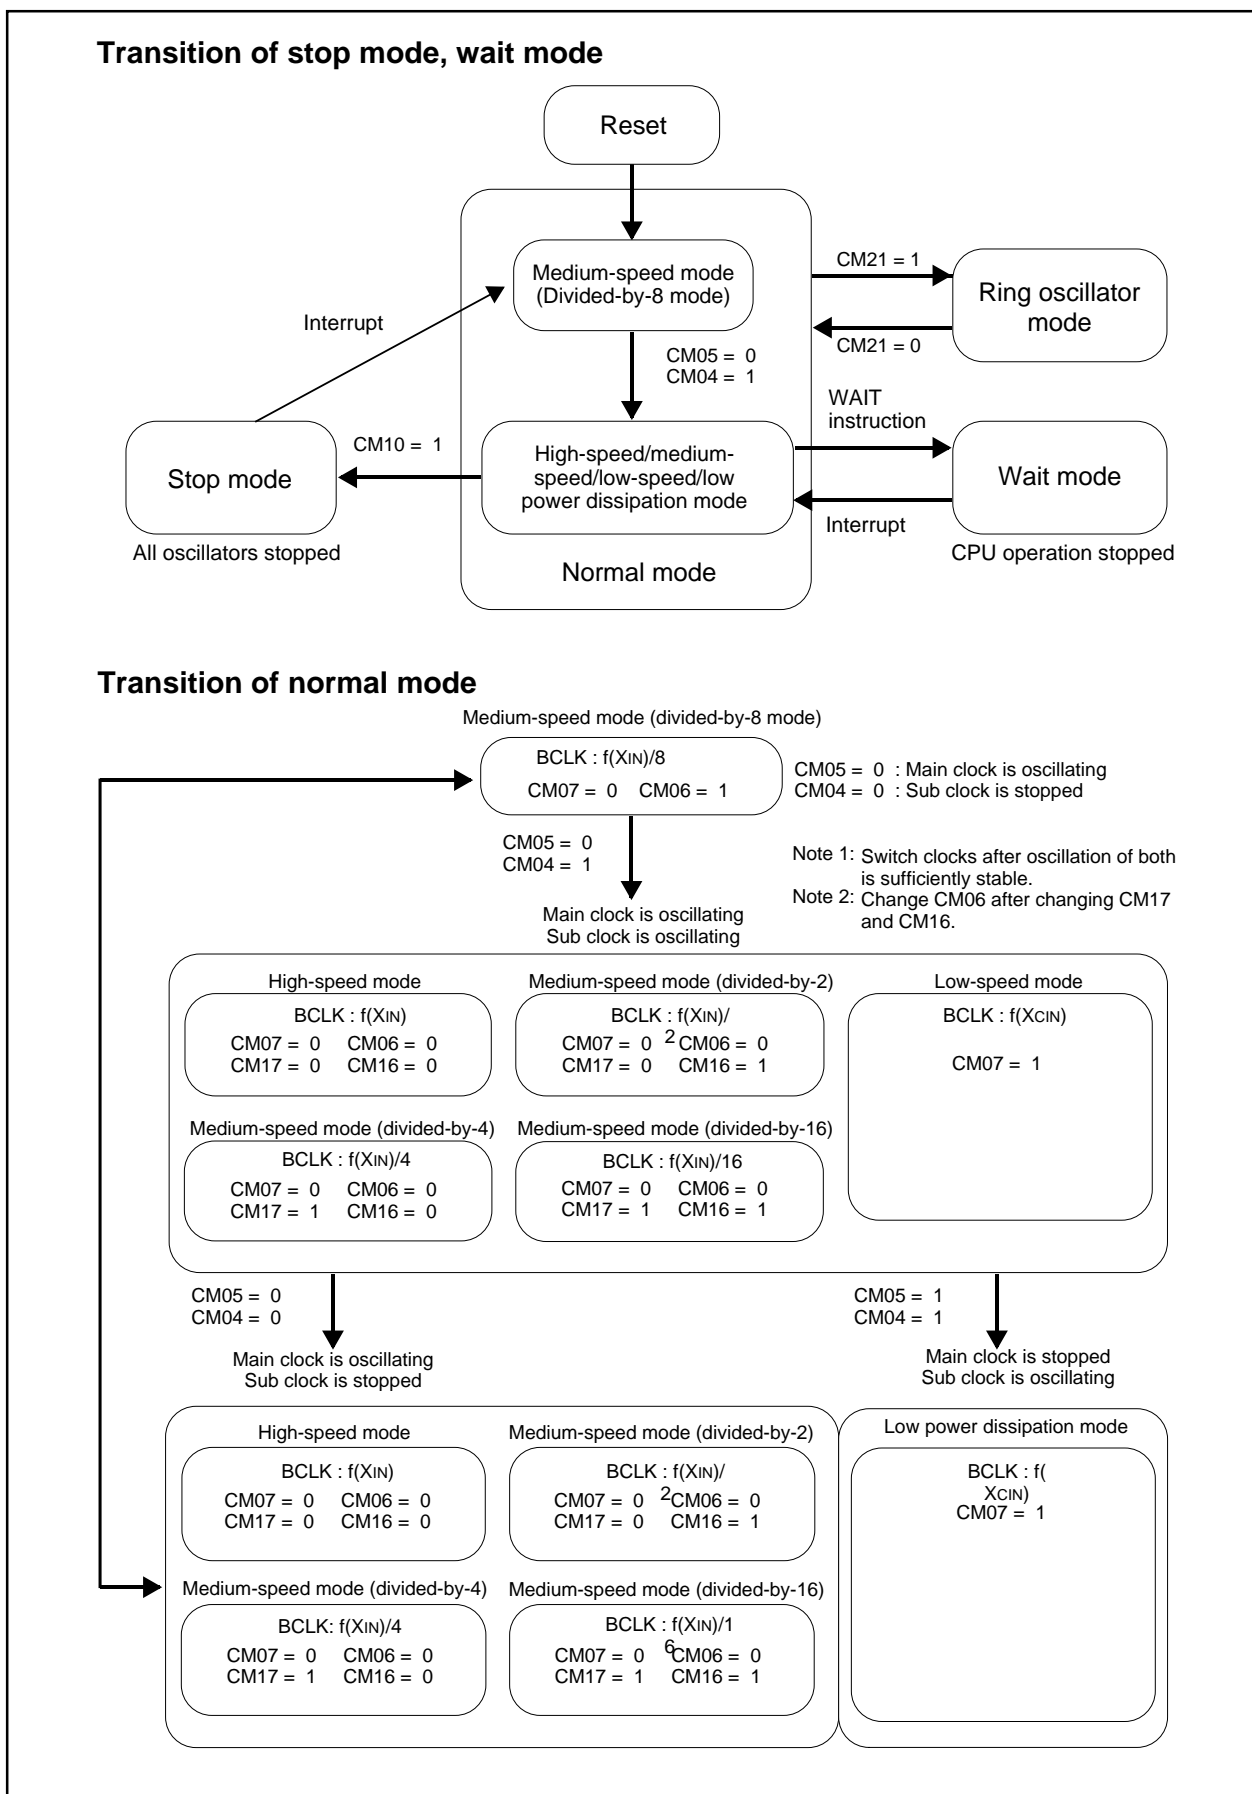 Transition of stop mode, wait mode
Reset
Medium-speed mode
(Divided-by-8 mode)
CM21 = 1
Ring oscillator
mode
CM21 = 0
Interrupt
CM05 = 0
CM04 = 1
WAIT
instruction
CM10 = 1
Stop mode
High-speed/medium-
speed/low-speed/low
power dissipation mode
Wait mode
Interrupt
All oscillators stopped
CPU operation stopped
Normal mode
Transition of normal mode
Medium-speed mode (divided-by-8 mode)
BCLK : f(XIN)/8
CM07 = 0 CM06 = 1
CM05 = 0 : Main clock is oscillating
CM04 = 0 : Sub clock is stopped
CM05 = 0
CM04 = 1
Note 1: Switch clocks after oscillation of both
is sufficiently stable.
Note 2: Change CM06 after changing CM17
and CM16.
Main clock is oscillating
Sub clock is oscillating
High-speed mode
BCLK : f(XIN)
CM07 = 0 CM06 = 0
CM17 = 0 CM16 = 0
Medium-speed mode (divided-by-2)
BCLK : f(XIN)/
2
CM07 = 0 CM06 = 0
CM17 = 0 CM16 = 1
Low-speed mode
BCLK : f(XCIN)
CM07 = 1
Medium-speed mode (divided-by-4)
BCLK : f(XIN)/4
CM07 = 0 CM06 = 0
CM17 = 1 CM16 = 0
Medium-speed mode (divided-by-16)
BCLK : f(XIN)/16
CM07 = 0 CM06 = 0
CM17 = 1 CM16 = 1
CM05 = 0
CM04 = 0
CM05 = 1
CM04 = 1
Main clock is oscillating
Sub clock is stopped
Main clock is stopped
Sub clock is oscillating
High-speed mode
BCLK : f(XIN)
CM07 = 0 CM06 = 0
CM17 = 0 CM16 = 0
Medium-speed mode (divided-by-2)
BCLK : f(XIN)/
2
CM07 = 0 CM06 = 0
CM17 = 0 CM16 = 1
Low power dissipation mode
BCLK : f(
XCIN)
CM07 = 1
Medium-speed mode (divided-by-4)
BCLK: f(XIN)/4
CM07 = 0 CM06 = 0
CM17 = 1 CM16 = 0
Medium-speed mode (divided-by-16)
BCLK : f(XIN)/1
6
CM07 = 0 CM06 = 0
CM17 = 1 CM16 = 1